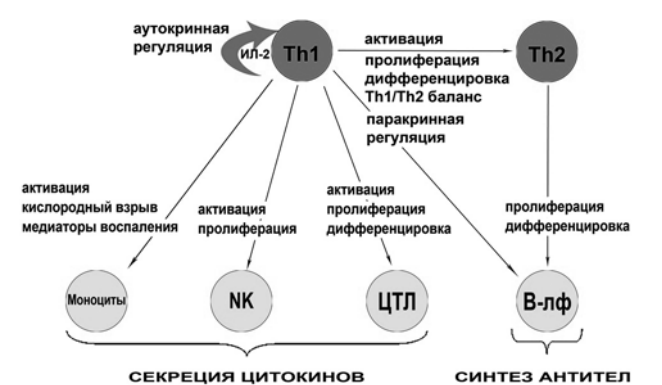 аутокринная
регуляция
ИЛ-2
Th1
активация
пролиферация
дифференцировка
Th1/Th2 баланс
Th2
паракринная
регуляция
активация
кислородный взрыв
медиаторы воспаления
активация
пролиферация
активация
пролиферация
дифференцировка
пролиферация
дифференцировка
Моноциты
NK
ЦТЛ
В-лф
СЕКРЕЦИЯ ЦИТОКИНОВ
СИНТЕЗ АНТИТЕЛ